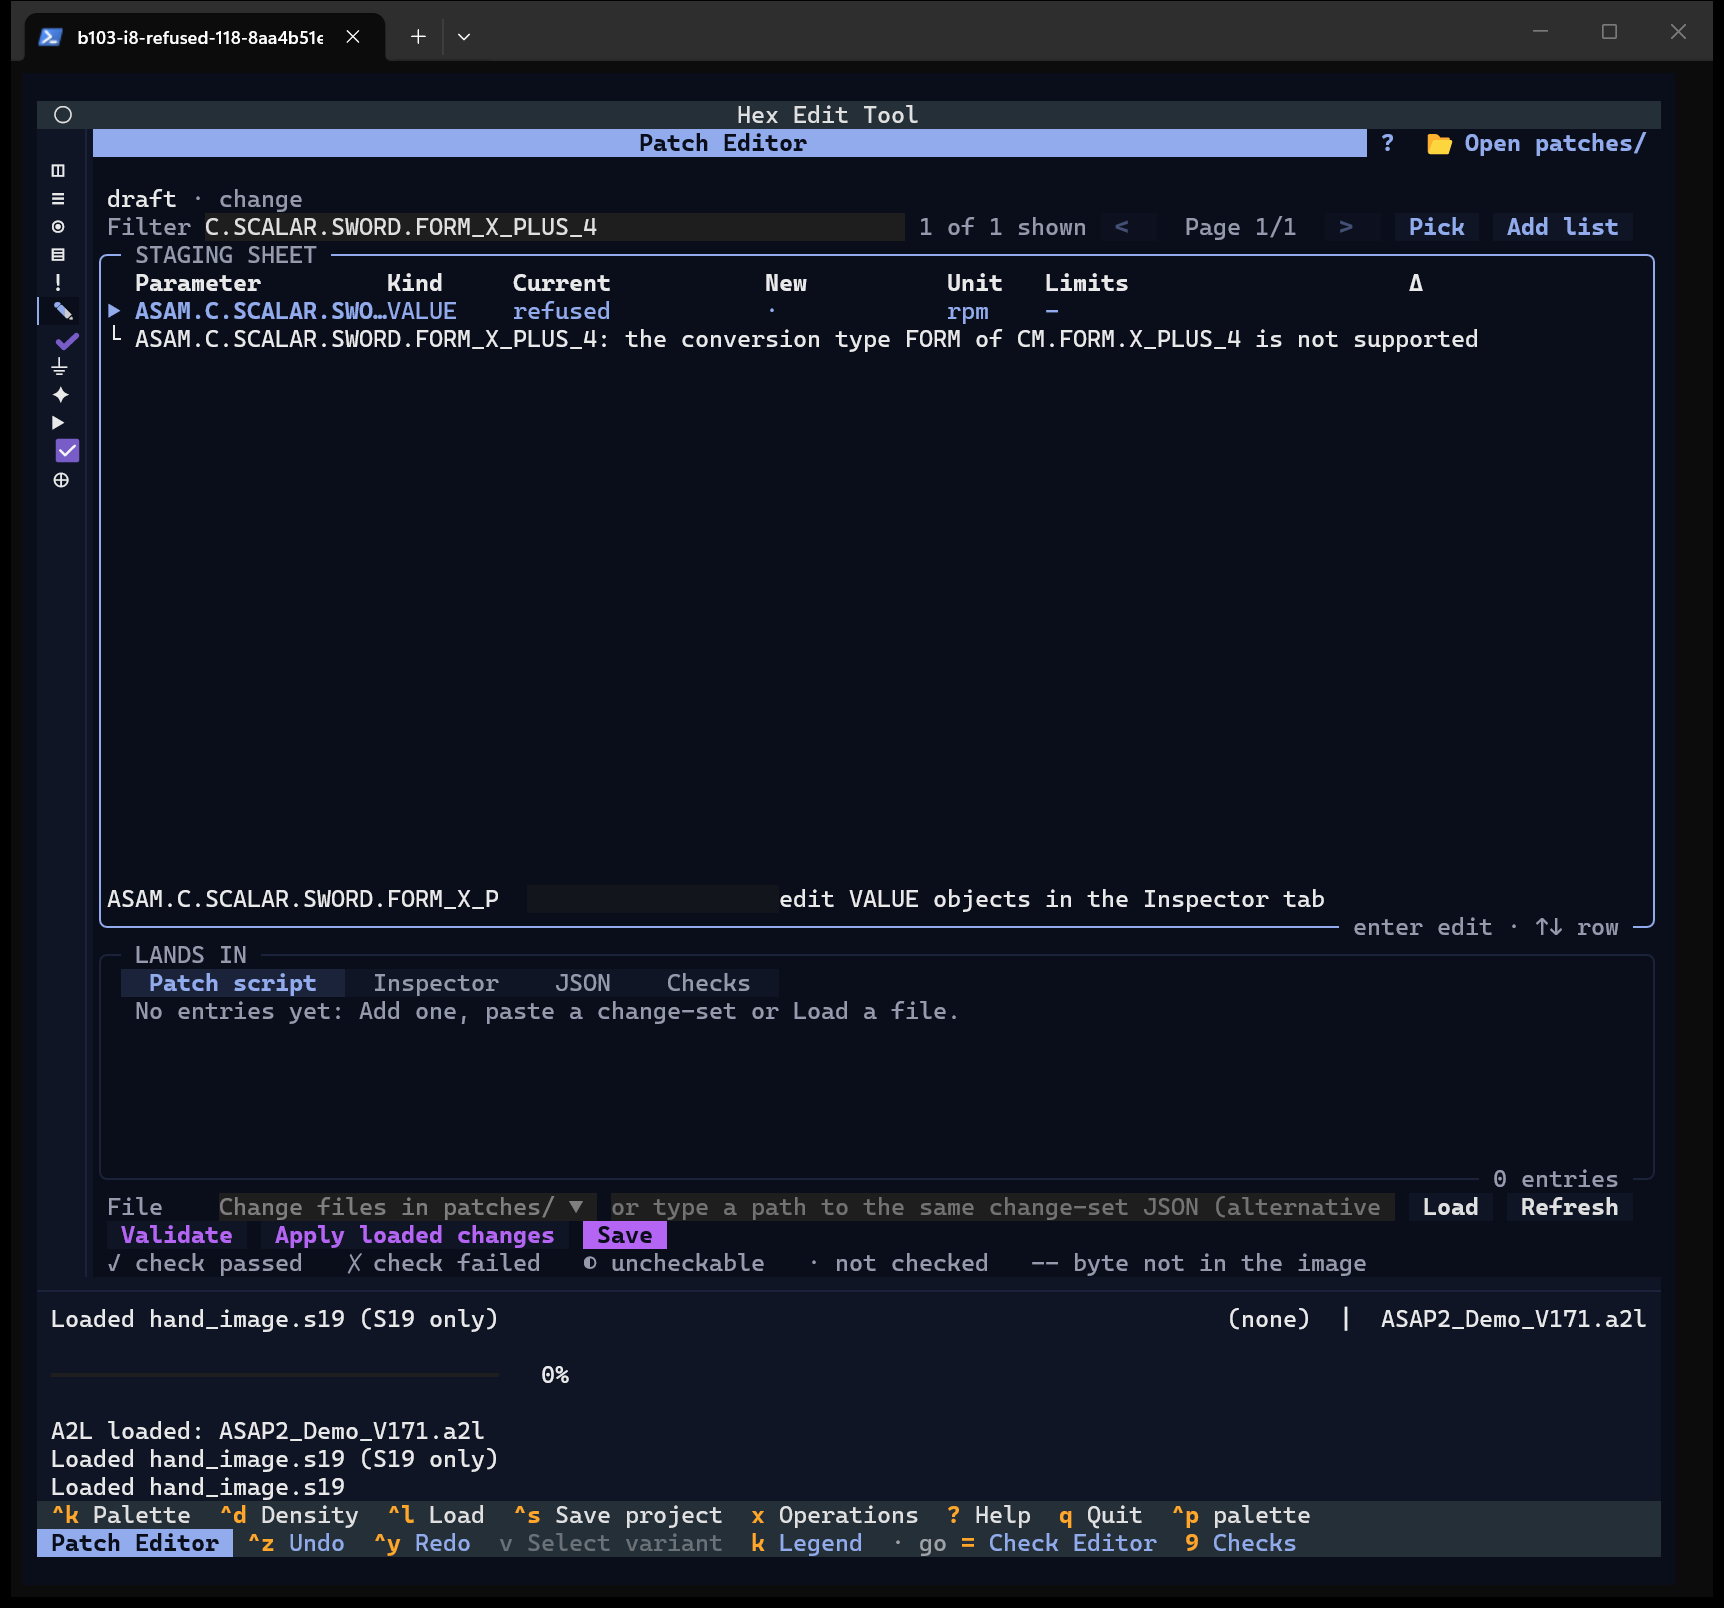 b103-i8-refused-118-8aa4b51e
Hex Edit Tool
Patch Editor ? Open patches/
draft · change
Filter C.SCALAR.SWORD.FORM_X_PLUS_4 1 of 1 shown < Page 1/1 > Pick Add list
STAGING SHEET
Parameter Kind Current New Unit Limits Δ
▶ ASAM.C.SCALAR.SWO…VALUE refused · rpm –
└ ASAM.C.SCALAR.SWORD.FORM_X_PLUS_4: the conversion type FORM of CM.FORM.X_PLUS_4 is not supported
ASAM.C.SCALAR.SWORD.FORM_X_P edit VALUE objects in the Inspector tab
enter edit · ↑↓ row
LANDS IN
Patch script Inspector JSON Checks
No entries yet: Add one, paste a change-set or Load a file.
0 entries
File Change files in patches/ ▼ or type a path to the same change-set JSON (alternative Load Refresh
Validate Apply loaded changes Save
✓ check passed ✗ check failed ◐ uncheckable · not checked -- byte not in the image
Loaded hand_image.s19 (S19 only) (none) | ASAP2_Demo_V171.a2l
0%
A2L loaded: ASAP2_Demo_V171.a2l
Loaded hand_image.s19 (S19 only)
Loaded hand_image.s19
^k Palette ^d Density ^l Load ^s Save project x Operations ? Help q Quit ^p palette
Patch Editor ^z Undo ^y Redo v Select variant k Legend · go = Check Editor 9 Checks